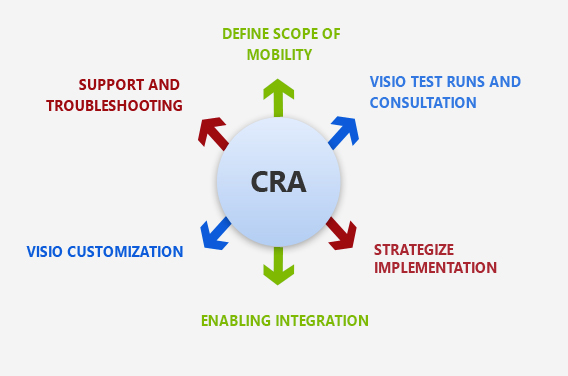 DEFINE SCOPE OF
MOBILITY
SUPPORT AND
TROUBLESHOOTING
VISIO TEST RUNS AND
CONSULTATION
CRA
VISIO CUSTOMIZATION
STRATEGIZE
IMPLEMENTATION
ENABLING INTEGRATION